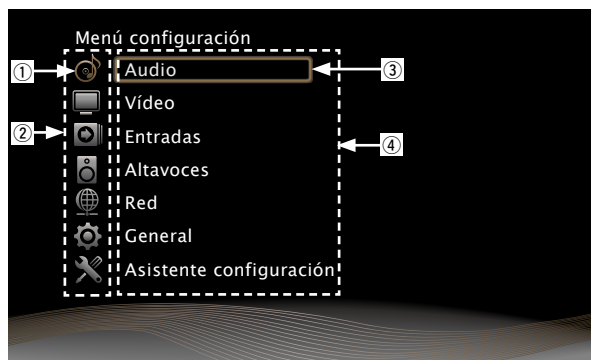 Menú configuración
① Audio ③
Vídeo
② Entradas ④
Altavoces
Red
General
Asistente configuración